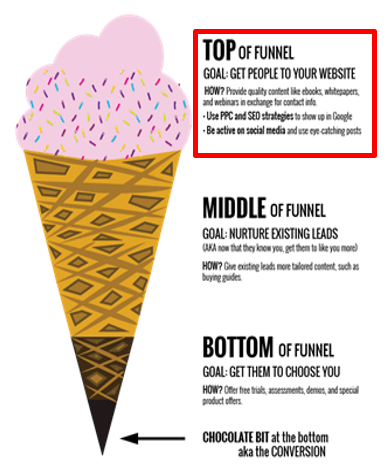 TOP OF FUNNEL
GOAL: GET PEOPLE TO YOUR WEBSITE
HOW? Provide quality content like ebooks, whitepapers,
and webinars in exchange for contact info.
• Use PPC and SEO strategies to show up in Google
• Be active on social media and use eye-catching posts
MIDDLE OF FUNNEL
GOAL: NURTURE EXISTING LEADS
(AKA now that they know you, get them to like you more)
HOW? Give existing leads more tailored content, such as
buying guides.
BOTTOM OF FUNNEL
GOAL: GET THEM TO CHOOSE YOU
HOW? Offer free trials, assessments, demos, and special
product offers.
CHOCOLATE BIT at the bottom
aka the CONVERSION